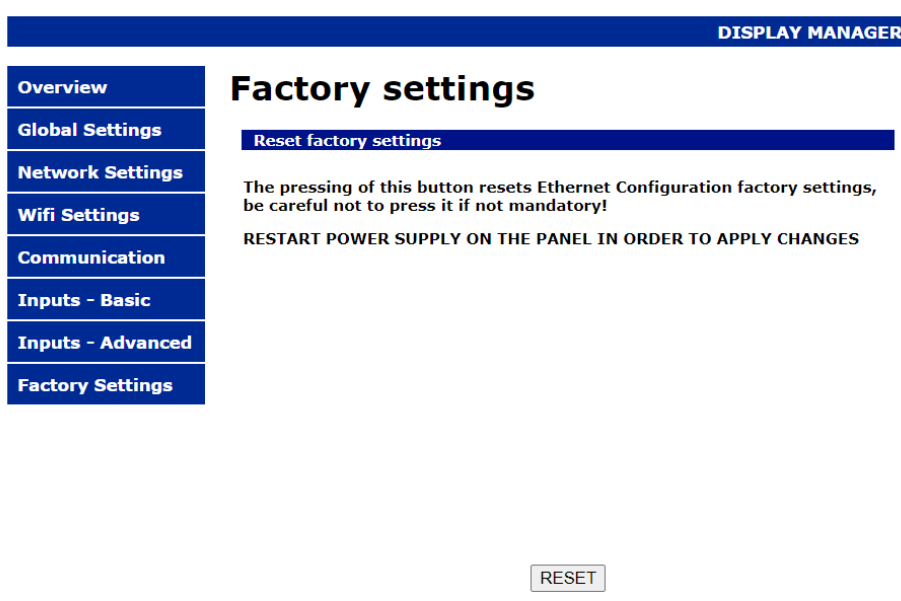 DISPLAY MANAGER
Overview
Global Settings
Network Settings
Wifi Settings
Communication
Inputs - Basic
Inputs - Advanced
Factory Settings
Factory settings
Reset factory settings
The pressing of this button resets Ethernet Configuration factory settings,
be careful not to press it if not mandatory!
RESTART POWER SUPPLY ON THE PANEL IN ORDER TO APPLY CHANGES
RESET